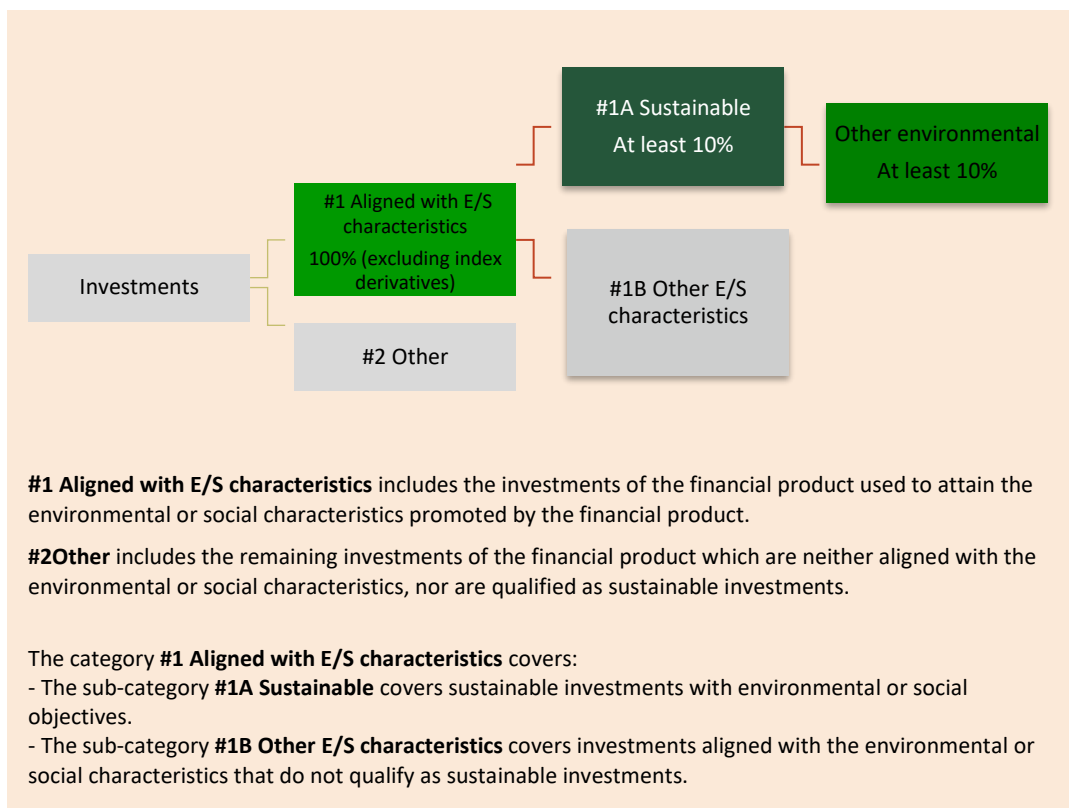 #1A Sustainable
At least 10%
Other environmental
At least 10%
#1 Aligned with E/S
characteristics
100% (excluding index
derivatives)
Investments
#1B Other E/S
characteristics
#2 Other
#1 Aligned with E/S characteristics includes the investments of the financial product used to attain the
environmental or social characteristics promoted by the financial product.
#2Other includes the remaining investments of the financial product which are neither aligned with the
environmental or social characteristics, nor are qualified as sustainable investments.
The category #1 Aligned with E/S characteristics covers:
- The sub-category #1A Sustainable covers sustainable investments with environmental or social
objectives.
- The sub-category #1B Other E/S characteristics covers investments aligned with the environmental or
social characteristics that do not qualify as sustainable investments.